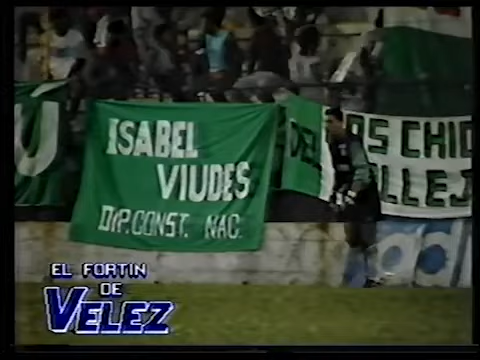 Ú
ISABEL
VIUDES
DIP. CONST. NAC.
DEL
OS CHIC
LLEJ
EL FORTIN
DE
VELEZ